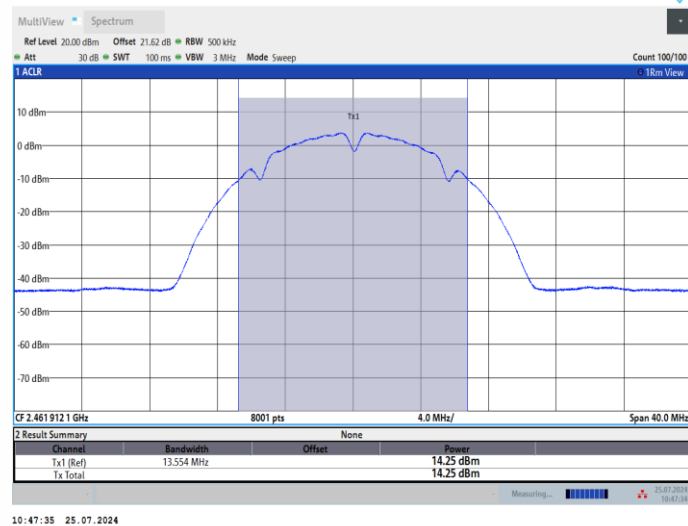 MultiView Spectrum
Ref Level 20.00 dBm Offset 21.62 dB RBW 500 kHz
Att 30 dB SWT 100 ms VBW 3 MHz Mode Sweep Count 100/100
1 ACLR 1Rm View
Tx1
10 dBm
0 dBm
-10 dBm
-20 dBm
-30 dBm
-40 dBm
-50 dBm
-60 dBm
-70 dBm
CF 2.461 912 1 GHz 8001 pts 4.0 MHz/ Span 40.0 MHz
2 Result Summary None
Channel Bandwidth Offset Power
Tx1 (Ref) 13.554 MHz 14.25 dBm
Tx Total 14.25 dBm
Measuring... 25.07.2024
10:47:34
10:47:35 25.07.2024